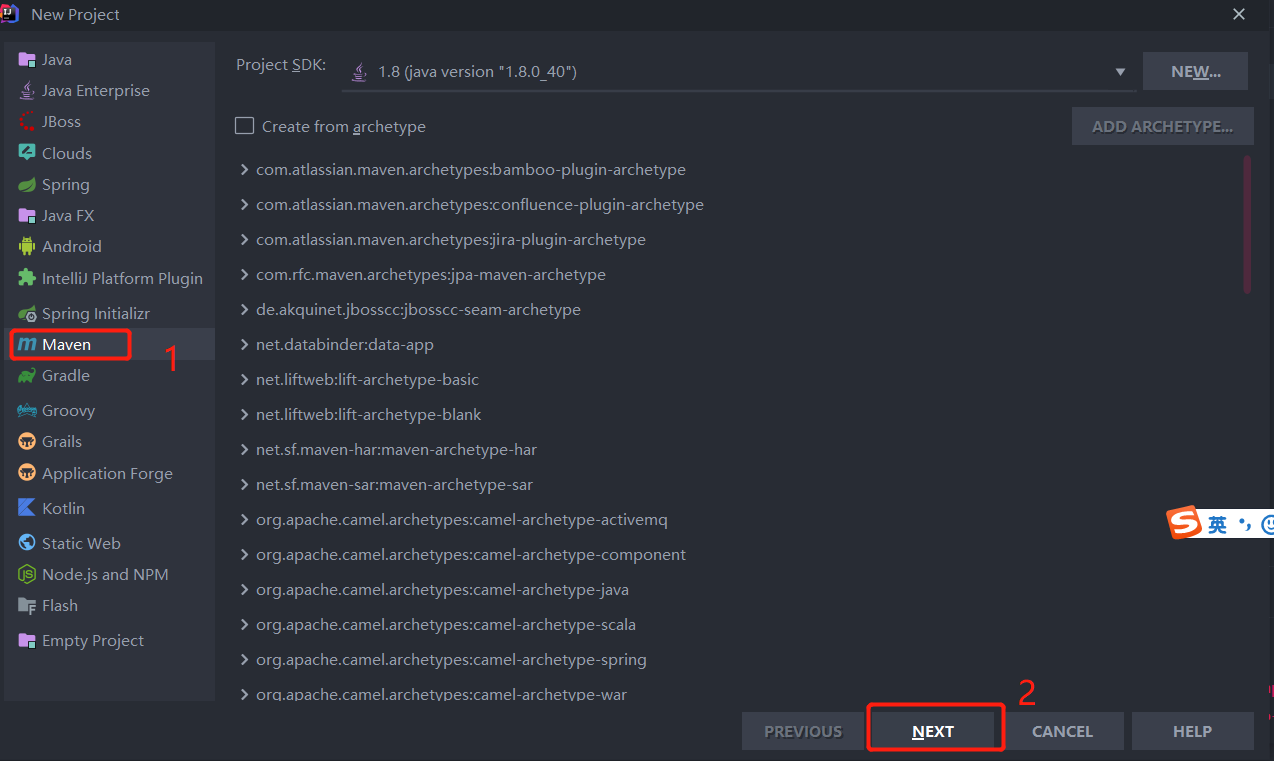 New Project
Java
Java Enterprise
JBoss
Clouds
Spring
Java FX
Android
IntelliJ Platform Plugin
Spring Initializr
Maven
1
Gradle
Groovy
Grails
Application Forge
Kotlin
Static Web
Node.js and NPM
Flash
Empty Project
Project SDK:
1.8 (java version "1.8.0_40")
NEW...
Create from archetype
ADD ARCHETYPE...
com.atlassian.maven.archetypes:bamboo-plugin-archetype
com.atlassian.maven.archetypes:confluence-plugin-archetype
com.atlassian.maven.archetypes:jira-plugin-archetype
com.rfc.maven.archetypes:jpa-maven-archetype
de.akquinet.jbosscc:jbosscc-seam-archetype
net.databinder:data-app
net.liftweb:lift-archetype-basic
net.liftweb:lift-archetype-blank
net.sf.maven-har:maven-archetype-har
net.sf.maven-sar:maven-archetype-sar
org.apache.camel.archetypes:camel-archetype-activemq
org.apache.camel.archetypes:camel-archetype-component
org.apache.camel.archetypes:camel-archetype-java
org.apache.camel.archetypes:camel-archetype-scala
org.apache.camel.archetypes:camel-archetype-spring
org.apache.camel.archetypes:camel-archetype-war
英
2
PREVIOUS
NEXT
CANCEL
HELP